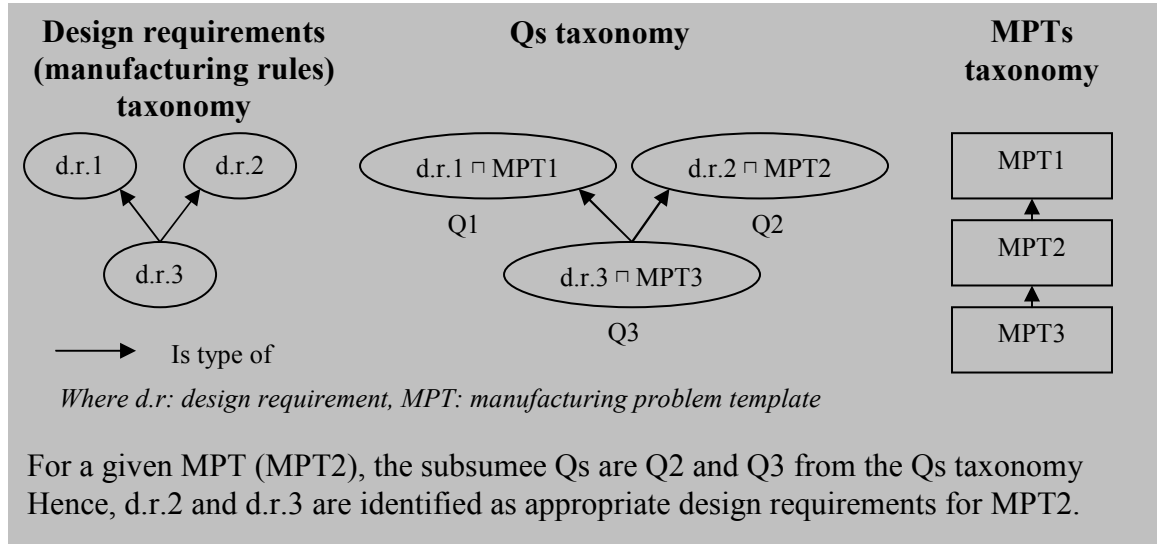 Design requirements
(manufacturing rules)
taxonomy
Qs taxonomy
MPTs
taxonomy
d.r.1
d.r.2
d.r.3
d.r.1 ⊓ MPT1
d.r.2 ⊓ MPT2
Q1
Q2
d.r.3 ⊓ MPT3
Q3
MPT1
MPT2
MPT3
Is type of
Where d.r: design requirement, MPT: manufacturing problem template
For a given MPT (MPT2), the subsumee Qs are Q2 and Q3 from the Qs taxonomy
Hence, d.r.2 and d.r.3 are identified as appropriate design requirements for MPT2.